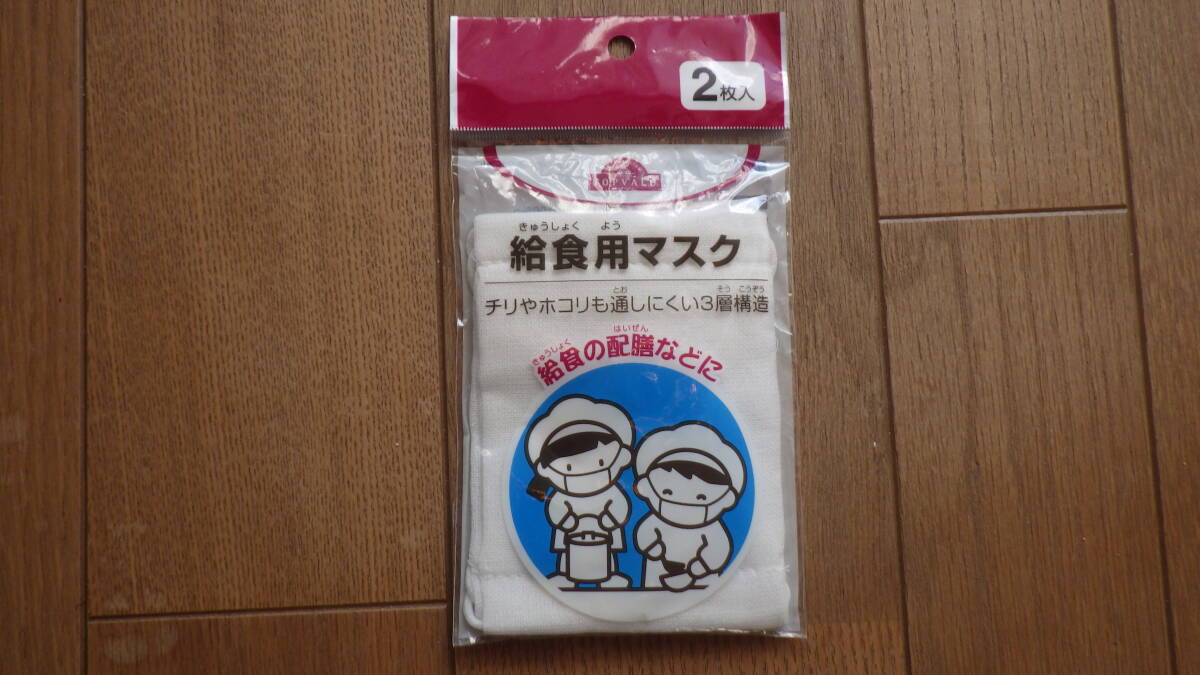 2枚入
TOPVALU
きゅうしょく よう
給食用マスク
とお そう こうぞう
チリやホコリも通しにくい3層構造
きゅうしょく はいぜん
給食の配膳などに